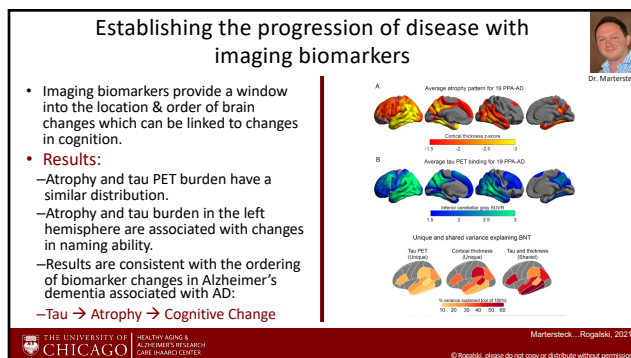 Establishing the progression of disease with
imaging biomarkers
Dr. Marterste
• Imaging biomarkers provide a window
into the location & order of brain
changes which can be linked to changes
in cognition.
• Results:
–Atrophy and tau PET burden have a
similar distribution.
–Atrophy and tau burden in the left
hemisphere are associated with changes
in naming ability.
–Results are consistent with the ordering
of biomarker changes in Alzheimer's
dementia associated with AD:
–Tau → Atrophy → Cognitive Change
A
Average atrophy pattern for 19 PPA-AD
Cortical thickness z-score
-1.5 -2 -2.5 -3
B
Average tau PET binding for 19 PPA-AD
Inferior cerebellar gray SUVR
1.5 2 2.5 3
Unique and shared variance explaining BNT
Tau PET
(Unique)
Cortical thickness
(Unique)
Tau and thickness
(Shared)
% variance explained [out of 100%]
10 20 30 40 50 60
THE UNIVERSITY OF
CHICAGO
HEALTHY AGING &
ALZHEIMER'S RESEARCH
CARE (HAARC) CENTER
Martersteck…Rogalski, 2021
© Rogalski, please do not copy or distribute without permissio